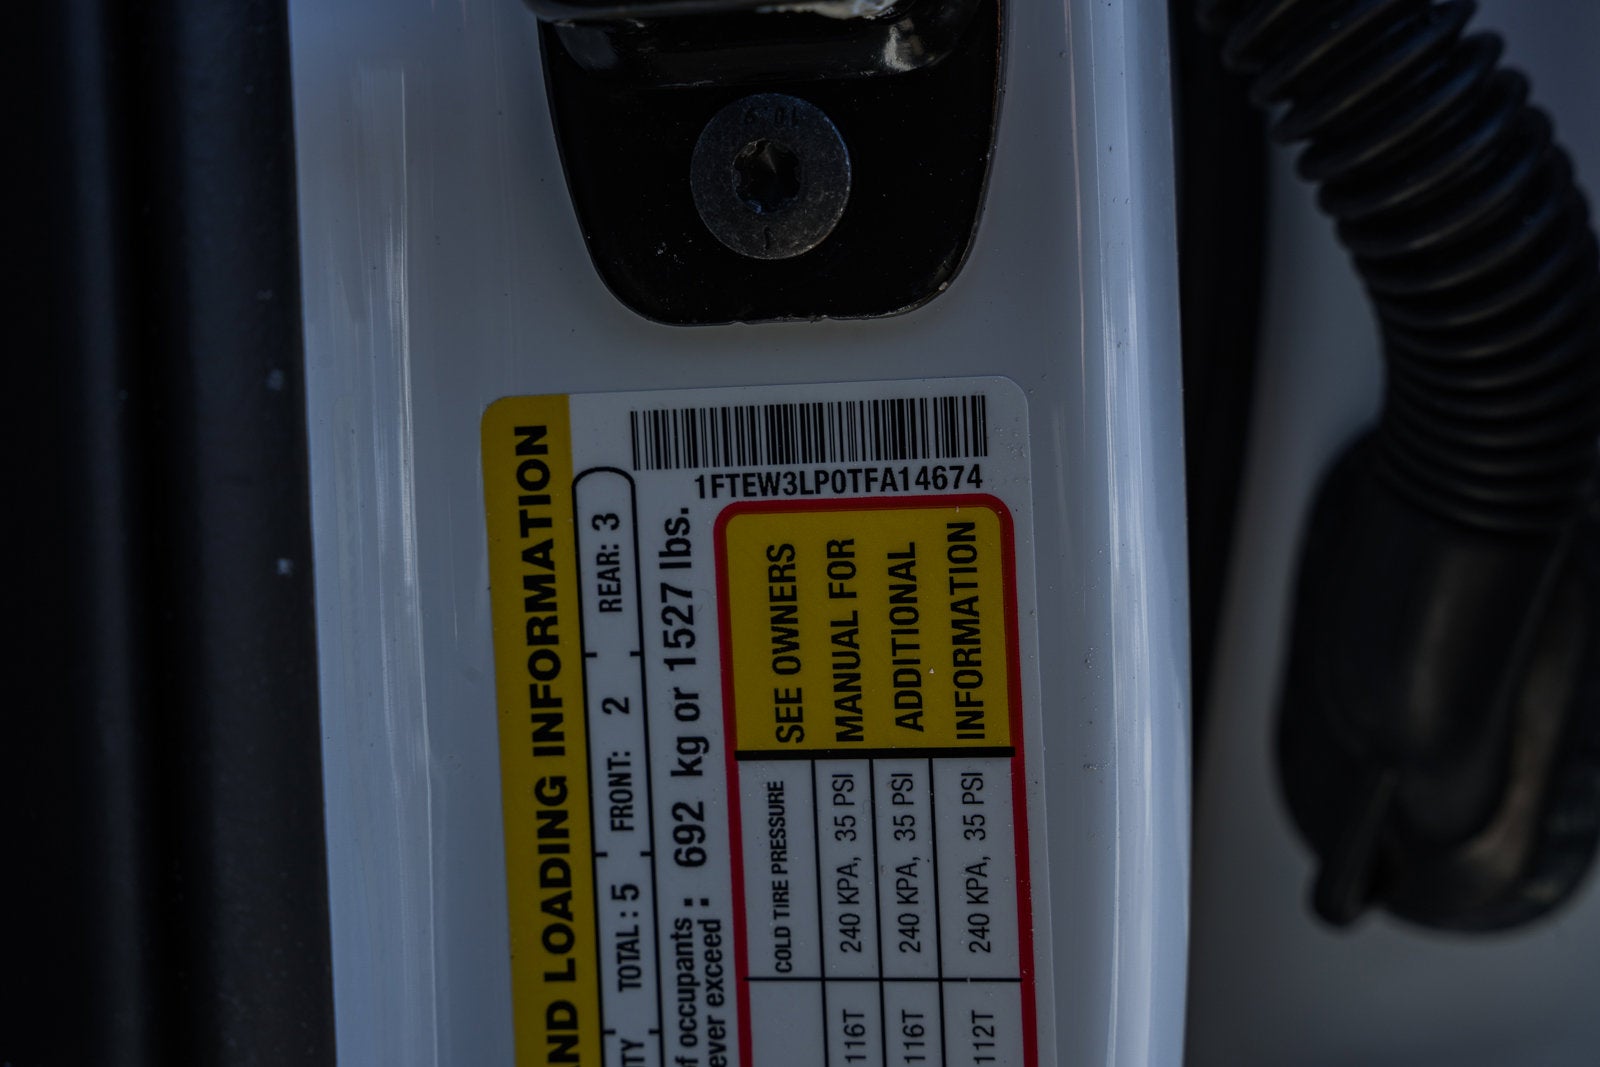 1FTEW3LP0TFA14674
ND LOADING INFORMATION
TY TOTAL: 5 FRONT: 2 REAR: 3
f occupants : 692 kg or 1527 lbs.
ever exceed :
SEE OWNERS
MANUAL FOR
ADDITIONAL
INFORMATION
COLD TIRE PRESSURE
116T 240 KPA, 35 PSI
116T 240 KPA, 35 PSI
112T 240 KPA, 35 PSI